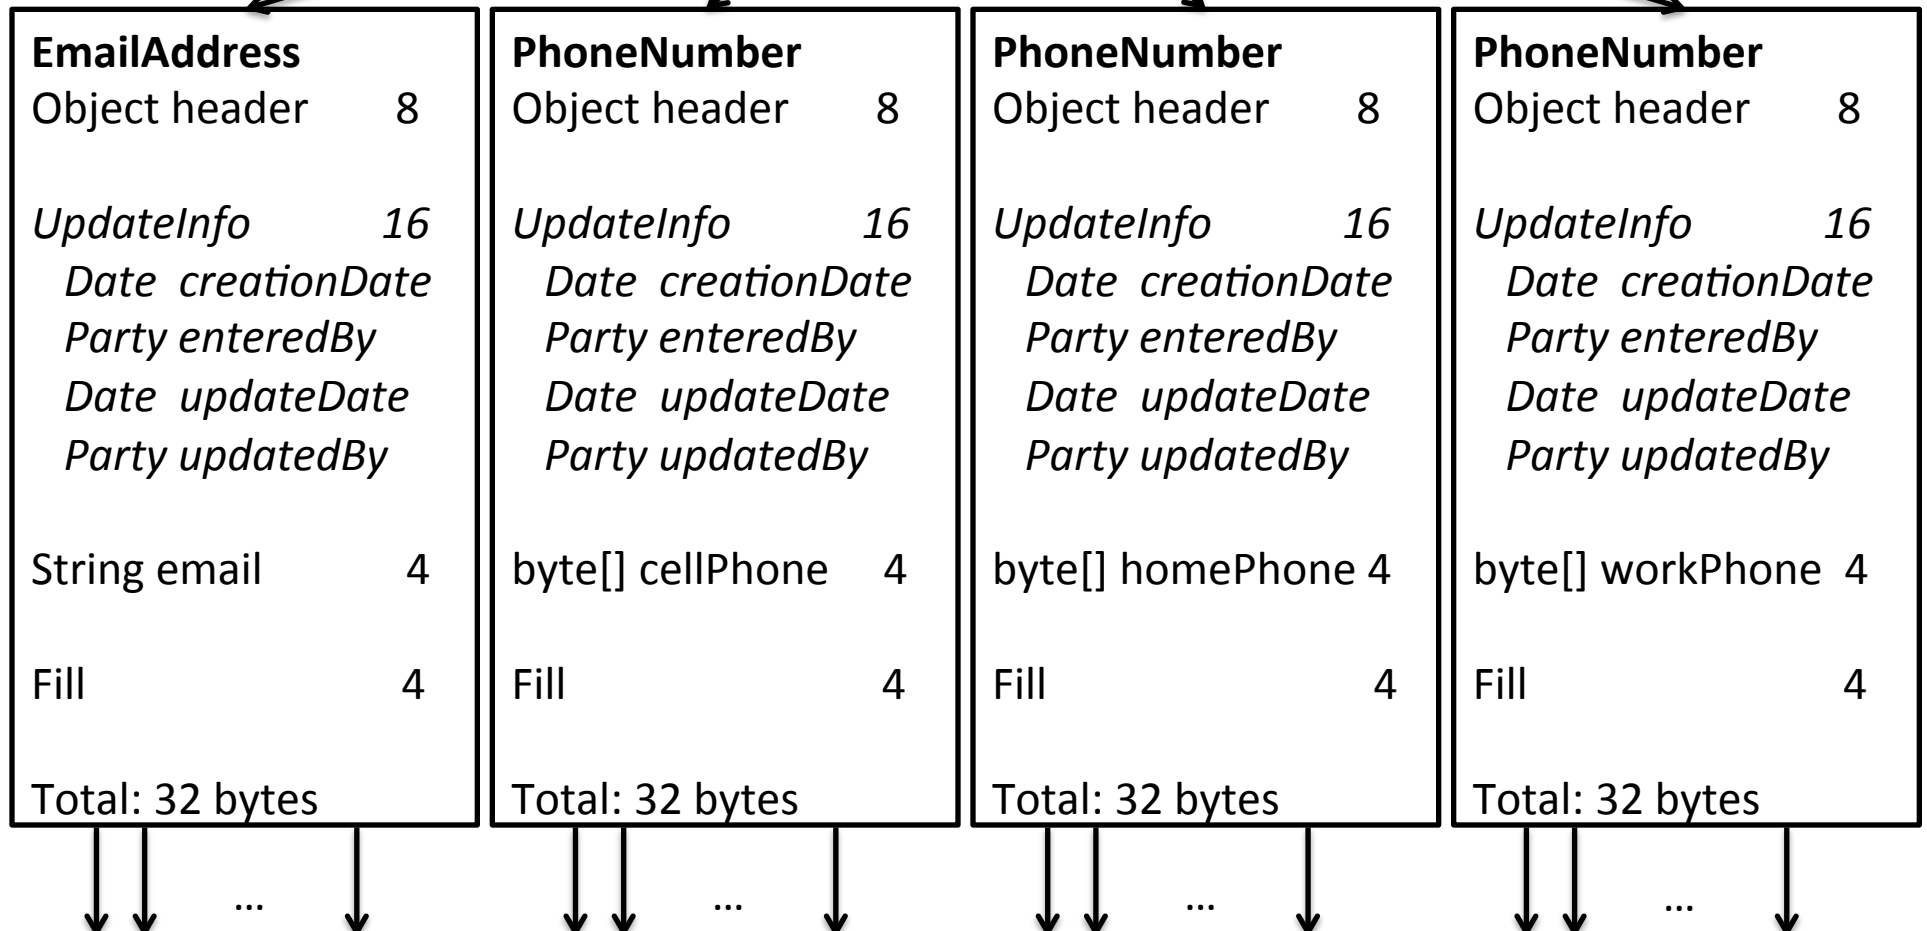 EmailAddress
Object header 8
UpdateInfo 16
Date creationDate
Party enteredBy
Date updateDate
Party updatedBy
String email 4
Fill 4
Total: 32 bytes
...
PhoneNumber
Object header 8
UpdateInfo 16
Date creationDate
Party enteredBy
Date updateDate
Party updatedBy
byte[] cellPhone 4
Fill 4
Total: 32 bytes
...
PhoneNumber
Object header 8
UpdateInfo 16
Date creationDate
Party enteredBy
Date updateDate
Party updatedBy
byte[] homePhone 4
Fill 4
Total: 32 bytes
...
PhoneNumber
Object header 8
UpdateInfo 16
Date creationDate
Party enteredBy
Date updateDate
Party updatedBy
byte[] workPhone 4
Fill 4
Total: 32 bytes
...